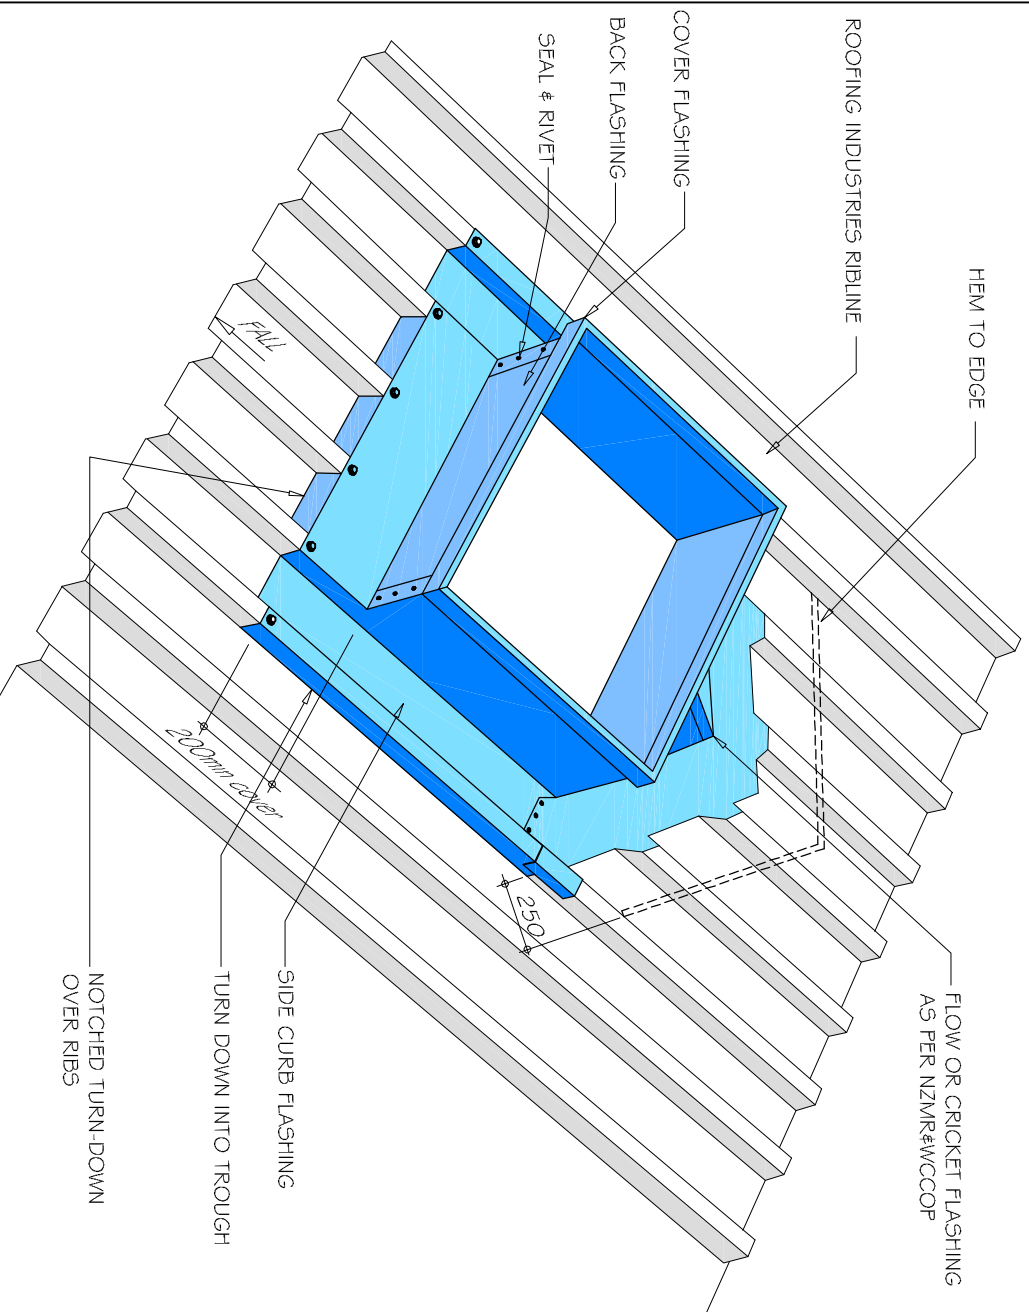 HEM TO EDGE
ROOFING INDUSTRIES RIBLINE
COVER FLASHING
BACK FLASHING
SEAL & RIVET
FALL
FLOW OR CRICKET FLASHING
AS PER NZMR&WCCOP
250
200min cover
SIDE CURB FLASHING
TURN DOWN INTO TROUGH
NOTCHED TURN-DOWN
OVER RIBS